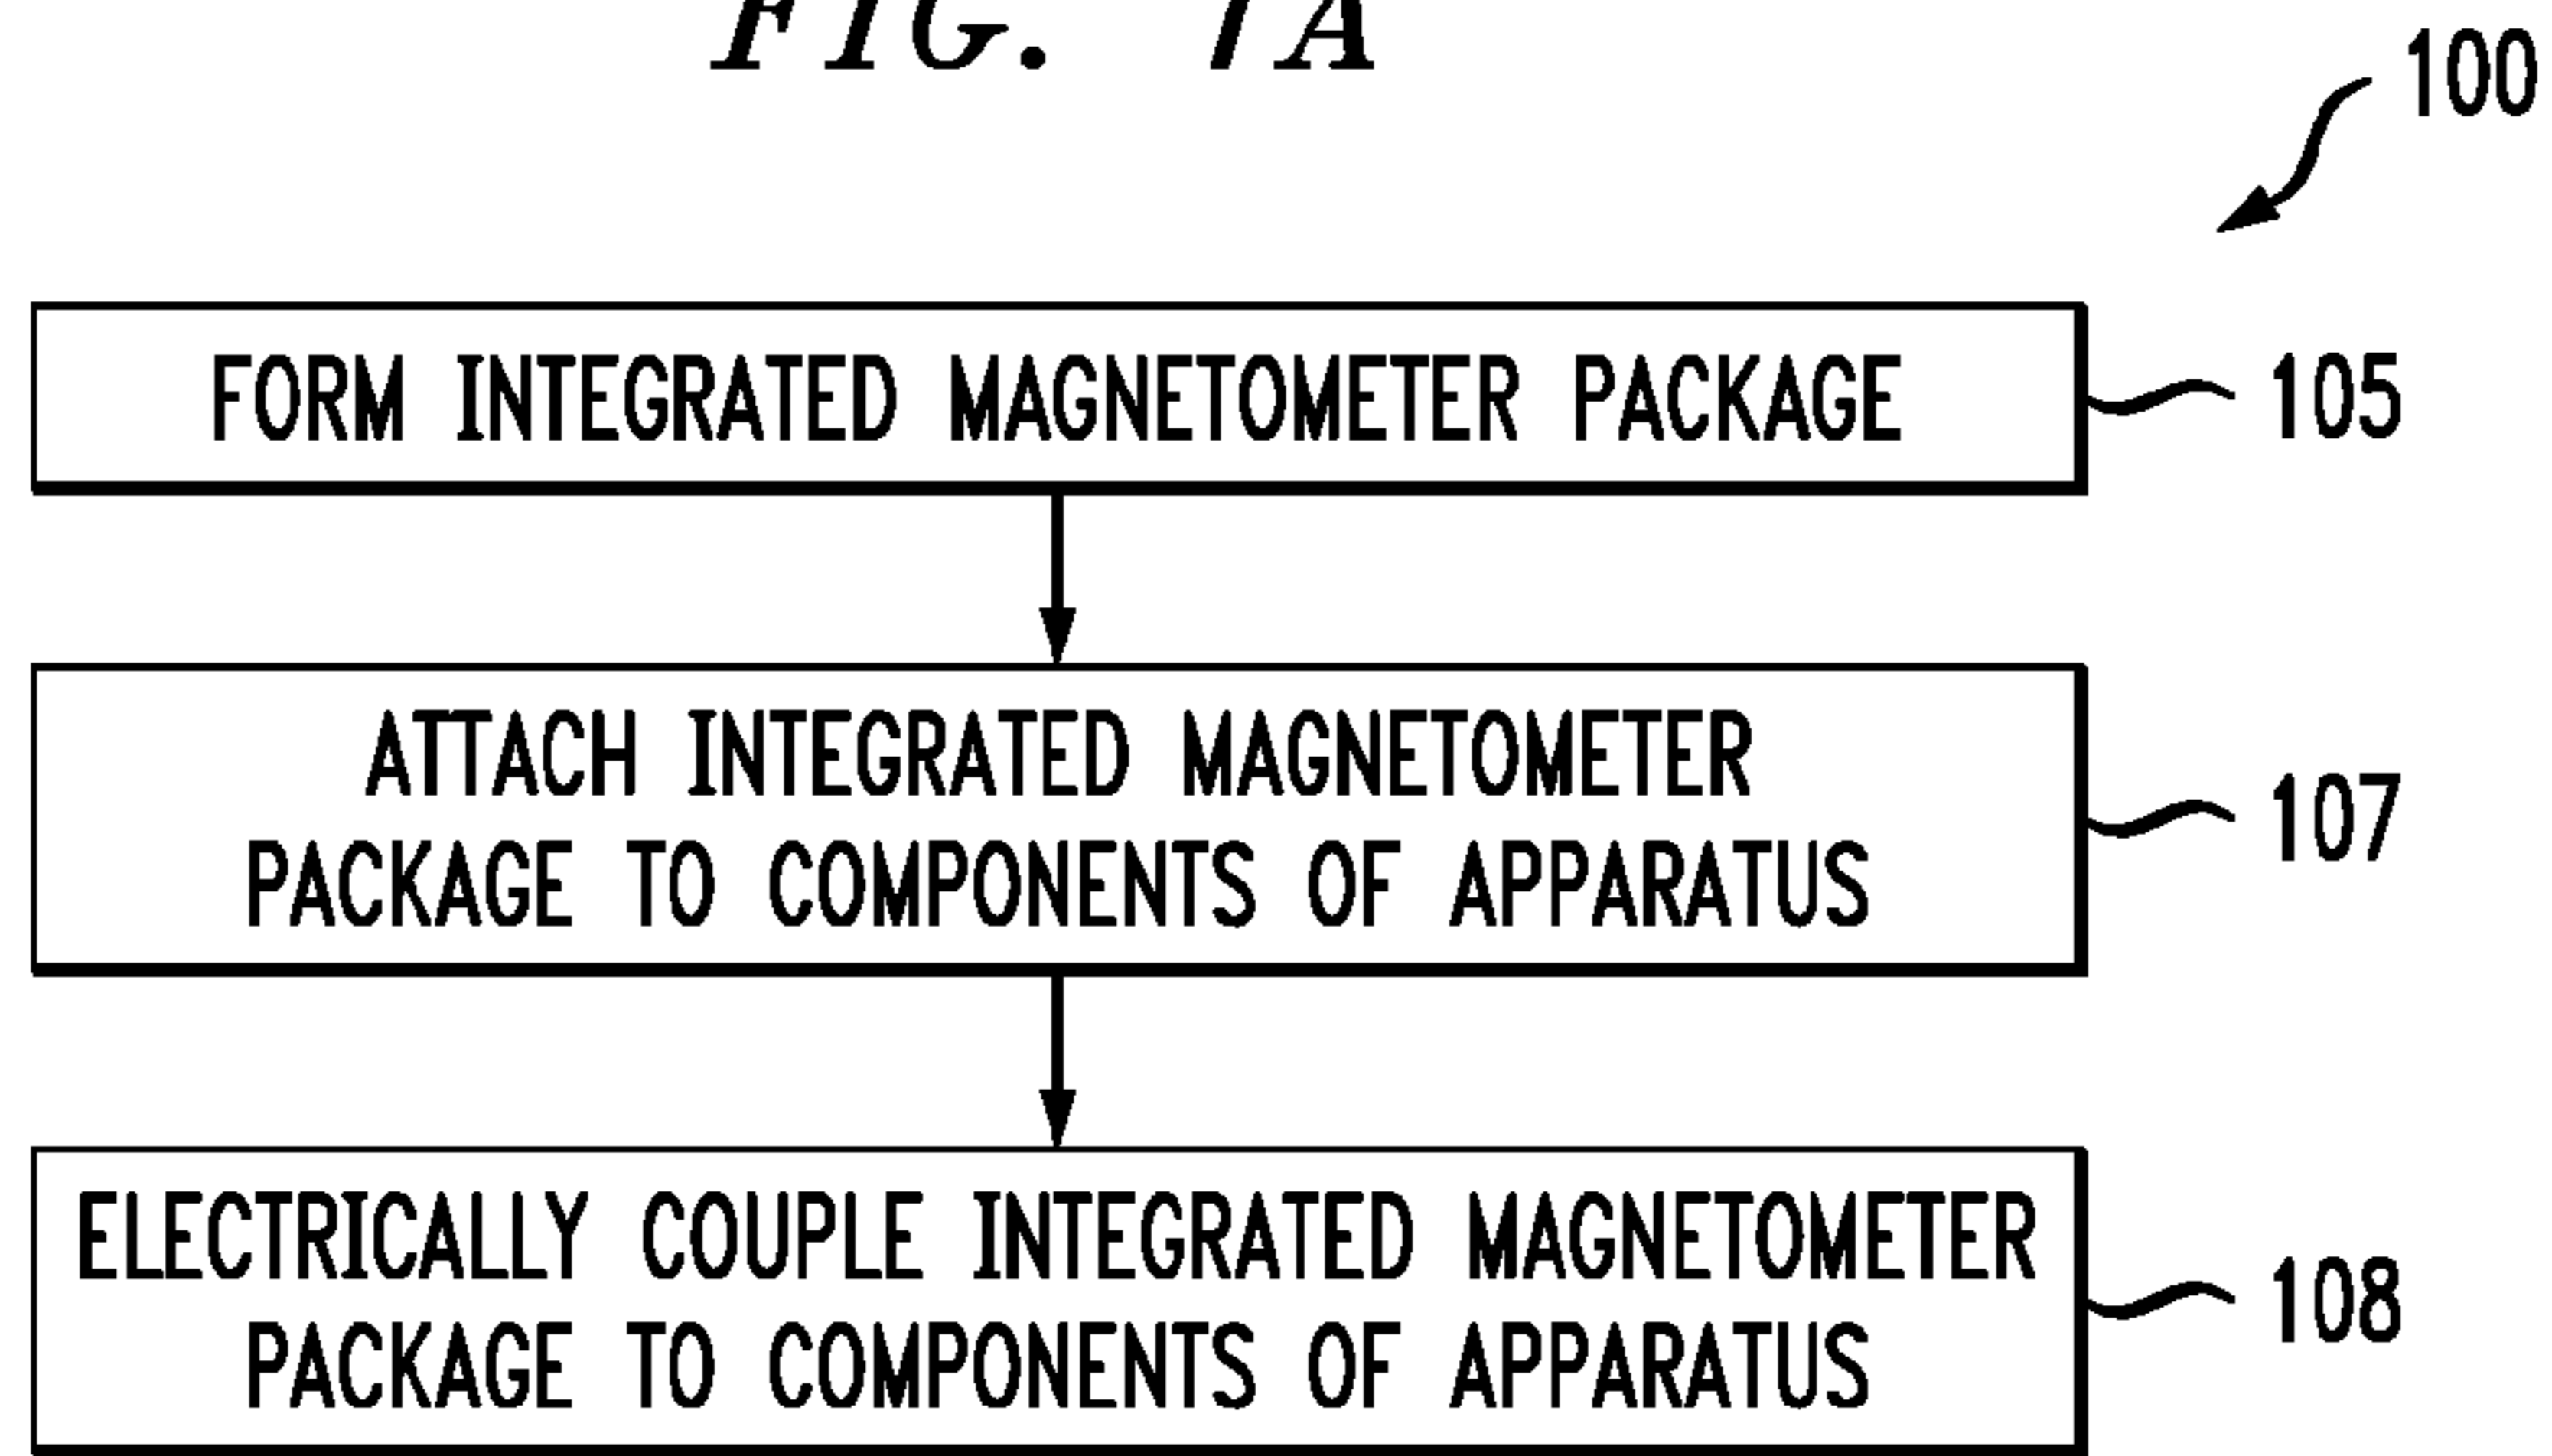 FIG.
100
FORM INTEGRATED MAGNETOMETER PACKAGE
105
ATTACH INTEGRATED MAGNETOMETER
PACKAGE TO COMPONENTS OF APPARATUS
107
ELECTRICALLY COUPLE INTEGRATED MAGNETOMETER
PACKAGE TO COMPONENTS OF APPARATUS
108